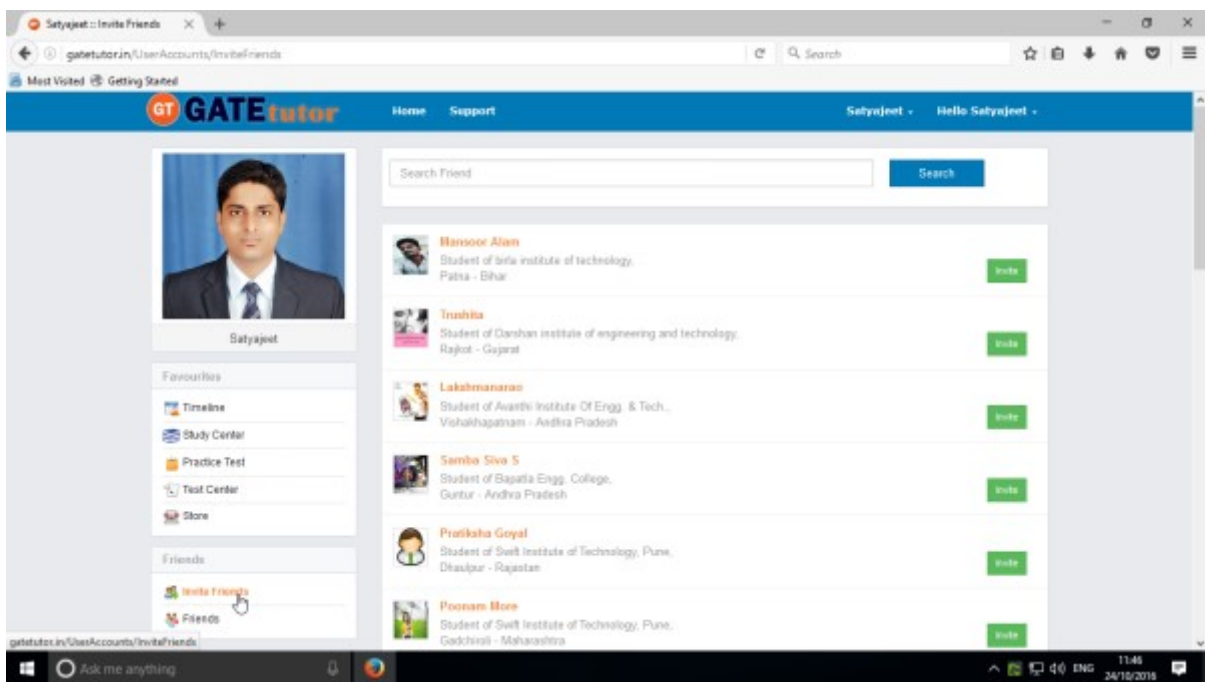 Satyajeet :: Invite Friends
gatetutor.in/UserAccounts/InviteFriends
Search
Most Visited Getting Started
GT GATEtutor Home Support Satyajeet Hello Satyajeet
Search Friend Search
Satyajeet
Favourites
Timeline
Study Center
Practice Test
Test Center
Store
Friends
Invite Friends
Friends
Mansoor Alam
Student of birla institute of technology,
Patna - Bihar
Invite
Trushita
Student of Darshan institute of engineering and technology,
Rajkot - Gujarat
Invite
Lakshmanarao
Student of Avanthi Institute Of Engg. & Tech.,
Vishakhapatnam - Andhra Pradesh
Invite
Samba Siva S
Student of Bapatla Engg. College,
Guntur - Andhra Pradesh
Invite
Pratiksha Goyal
Student of Swift Institute of Technology, Pune,
Dhaulpur - Rajastan
Invite
Poonam More
Student of Swift Institute of Technology, Pune,
Gadchiroli - Maharashtra
Invite
gatetutor.in/UserAccounts/InviteFriends
Ask me anything
ENG 11:46
24/10/2016